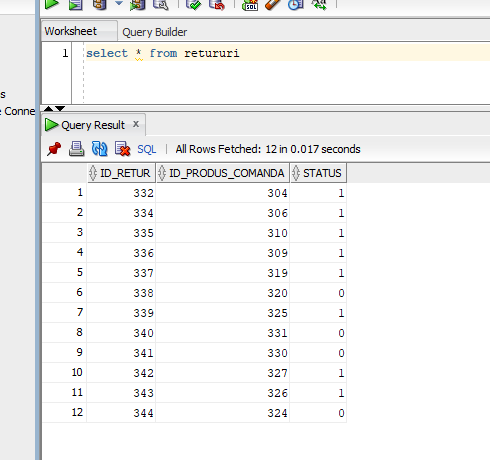 SQL
Worksheet Query Builder
1 select * from retururi
s
e Conne
Query Result x
SQL | All Rows Fetched: 12 in 0.017 seconds
ID_RETUR ID_PRODUS_COMANDA STATUS
1 332 304 1
2 334 306 1
3 335 310 1
4 336 309 1
5 337 319 1
6 338 320 0
7 339 325 1
8 340 331 0
9 341 330 0
10 342 327 1
11 343 326 1
12 344 324 0